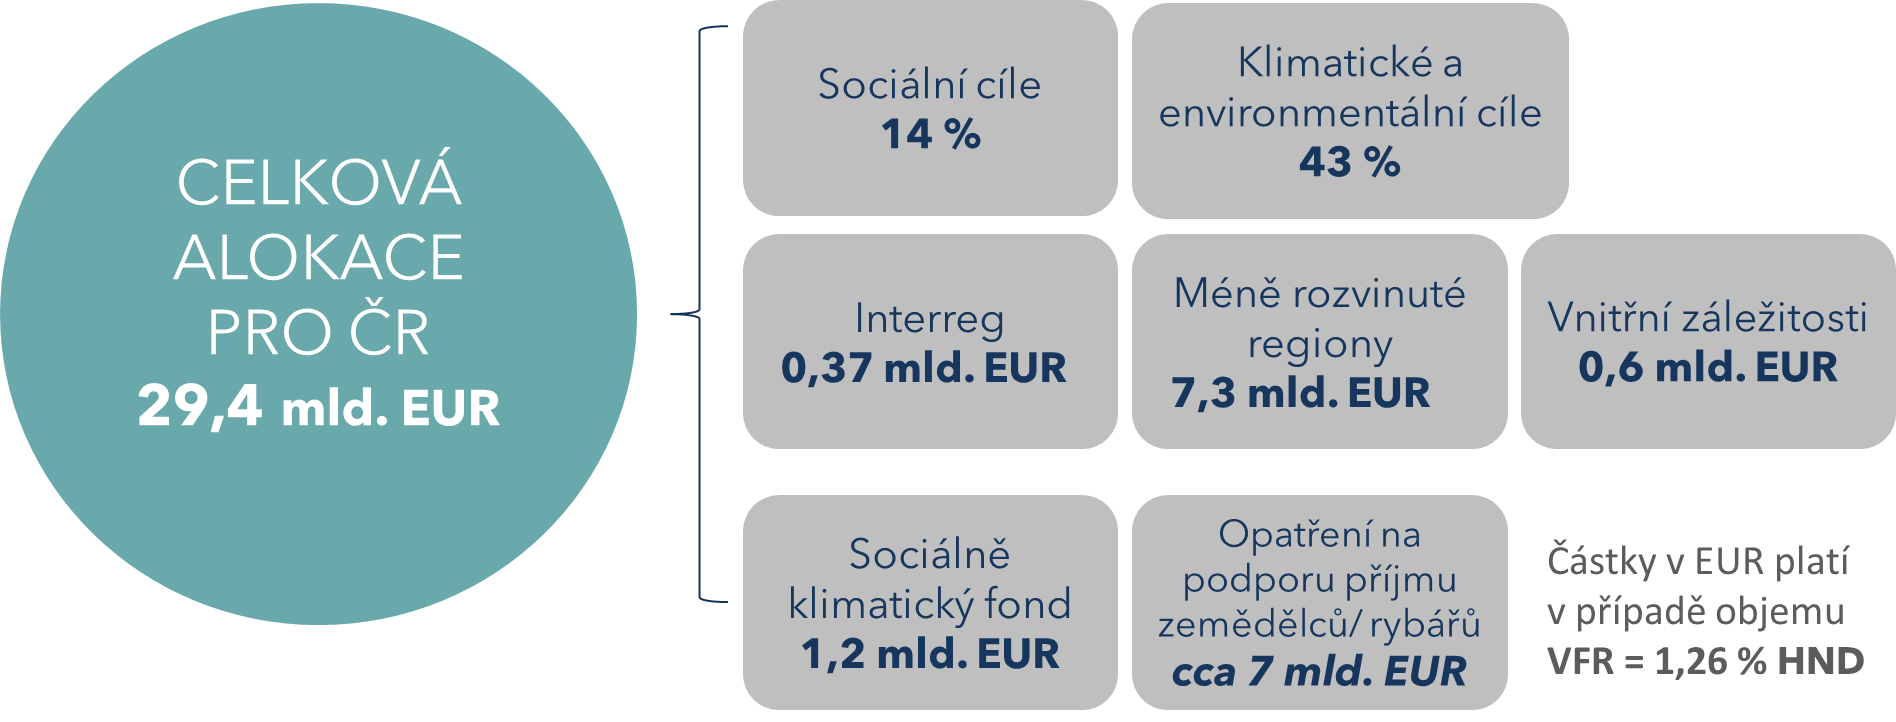 CELKOVÁ
ALOKACE
PRO ČR
29,4 mld. EUR
Sociální cíle
14 %
Klimatické a
environmentální cíle
43 %
Interreg
0,37 mld. EUR
Méně rozvinuté
regiony
7,3 mld. EUR
Vnitřní záležitosti
0,6 mld. EUR
Sociálně
klimatický fond
1,2 mld. EUR
Opatření na
podporu příjmu
zemědělců/ rybářů
cca 7 mld. EUR
Částky v EUR platí
v případě objemu
VFR = 1,26 % HND